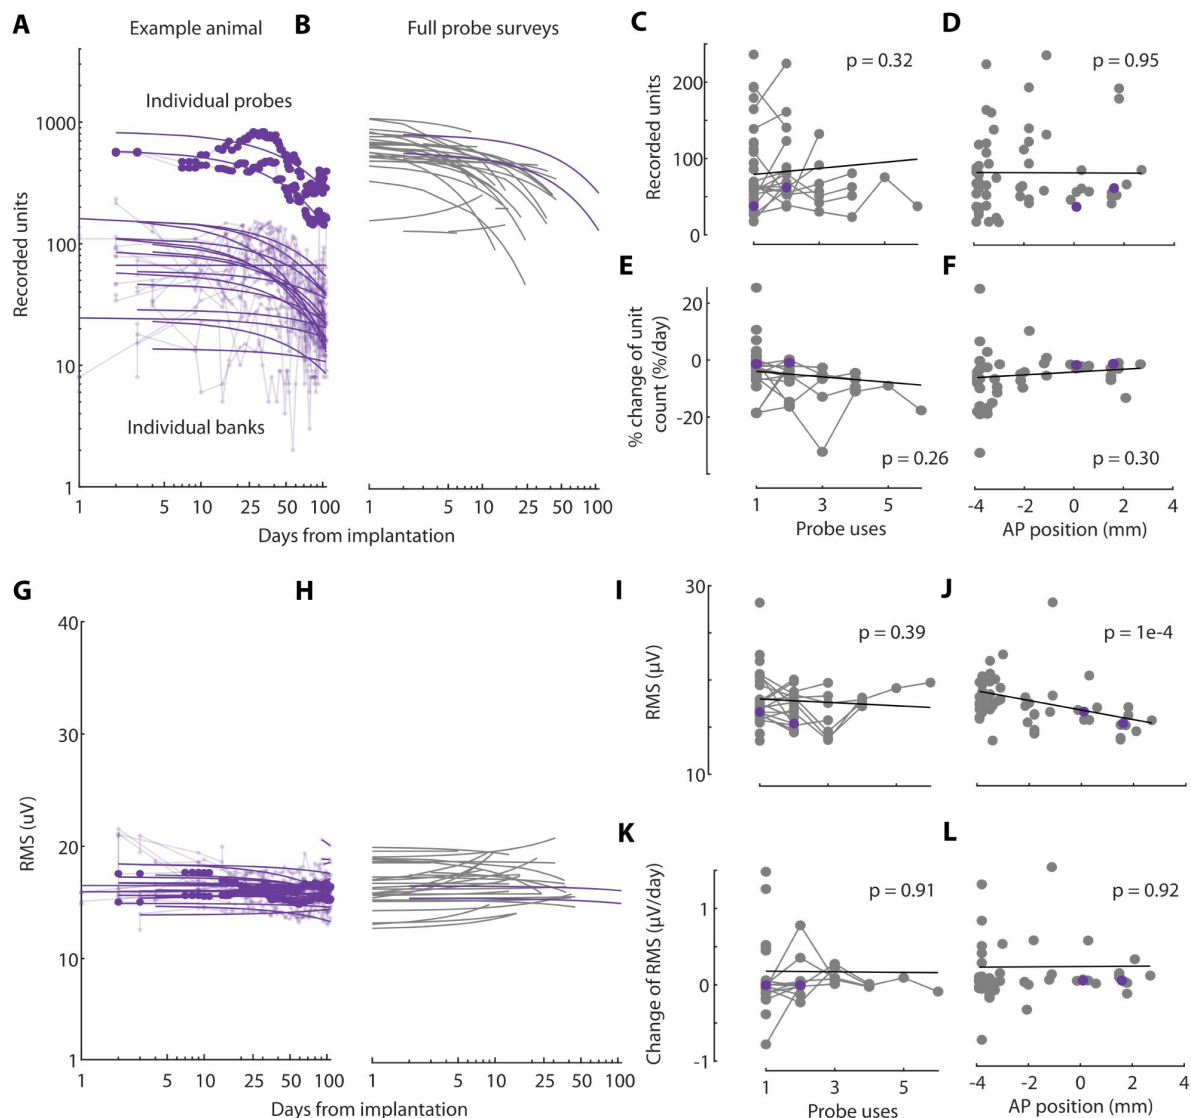 A
Example animal
B
Full probe surveys
Recorded units
1000
100
10
1
Individual probes
Individual banks
1
5
10
25
50
100
1
5
10
25
50
100
Days from implantation
C
Recorded units
200
100
0
p = 0.32
D
p = 0.95
E
% change of unit
count (%/day)
20
0
-20
p = 0.26
1
3
5
Probe uses
F
p = 0.30
-4
-2
0
2
4
AP position (mm)
G
RMS (uV)
40
30
20
10
1
1
5
10
25
50
100
H
1
5
10
25
50
100
Days from implantation
I
RMS (µV)
30
10
p = 0.39
J
p = 1e-4
K
Change of RMS (µV/day)
1
0
-1
p = 0.91
1
3
5
Probe uses
L
p = 0.92
-4
-2
0
2
4
AP position (mm)